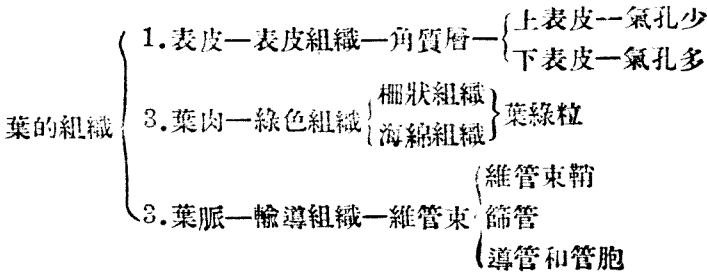 葉的組織
1.表皮—表皮組織—角質層—
上表皮—氣孔少
下表皮—氣孔多
3.葉肉—綠色組織
柵狀組織
海綿組織
葉綠粒
3.葉脈—輸導組織—維管束
維管束鞘
篩管
導管和管胞